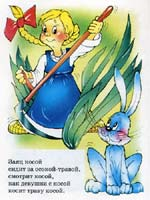 Заяц косой
сидит за осокой-травой,
смотрит косой,
как девушка с косой
косит траву косой.